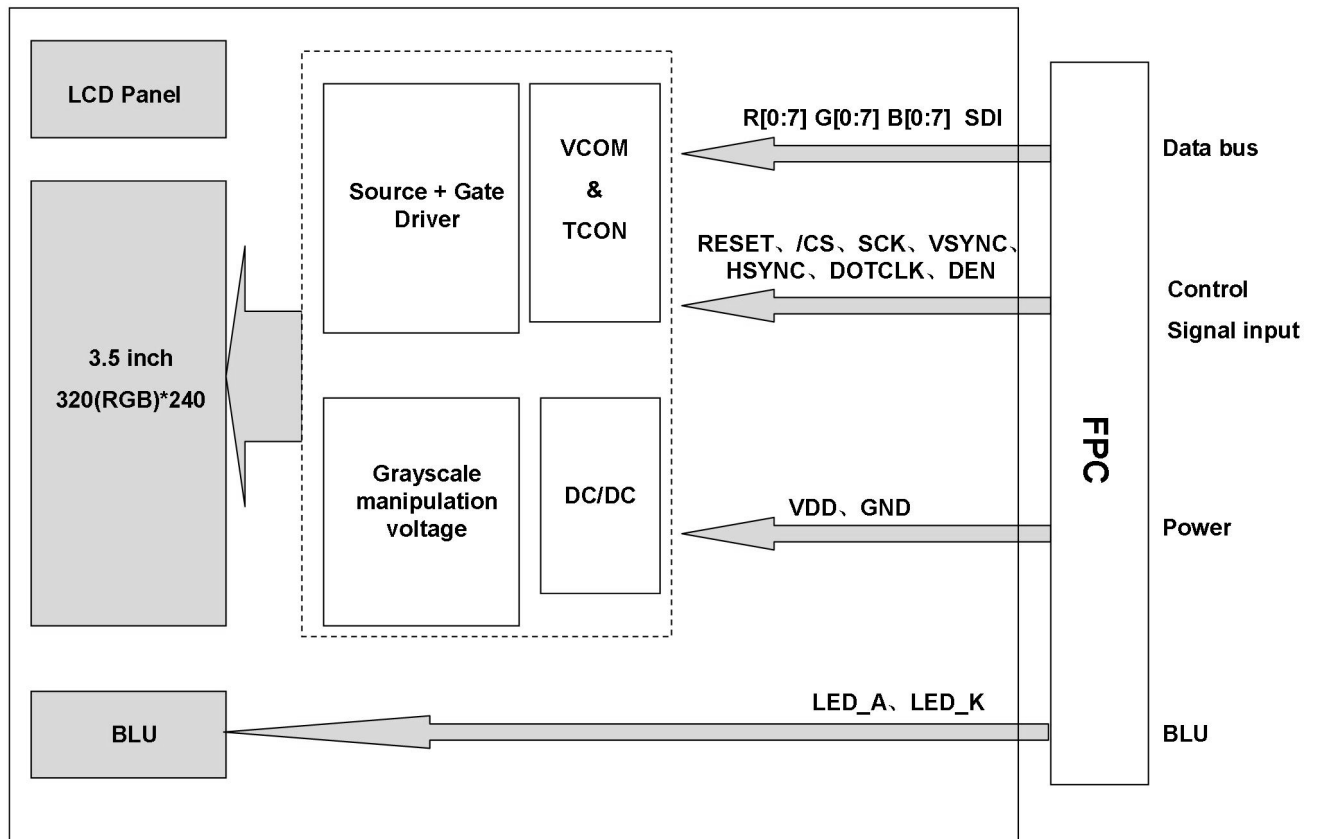 LCD Panel
3.5 inch
320(RGB)*240
BLU
Source + Gate
Driver
VCOM
&
TCON
Grayscale
manipulation
voltage
DC/DC
R[0:7] G[0:7] B[0:7]  SDI
RESET、/CS、SCK、VSYNC、
HSYNC、DOTCLK、DEN
VDD、GND
LED_A、LED_K
FPC
Data bus
Control
Signal input
Power
BLU